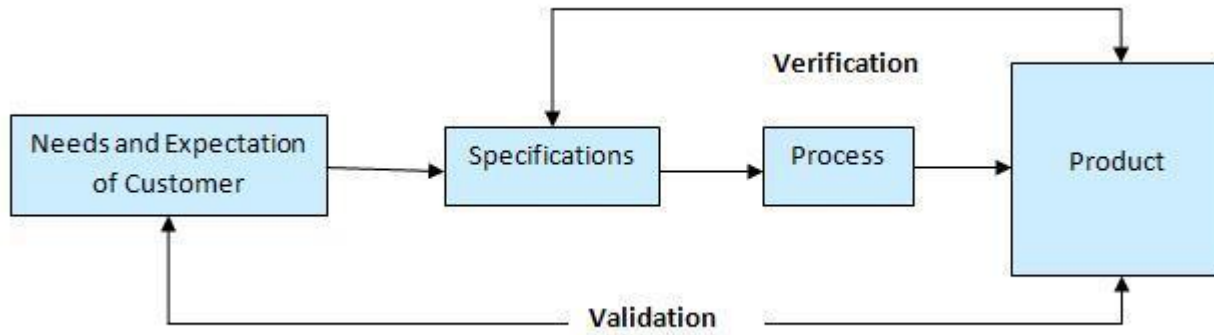 Verification
Needs and Expectation
of Customer
Specifications
Process
Product
Validation